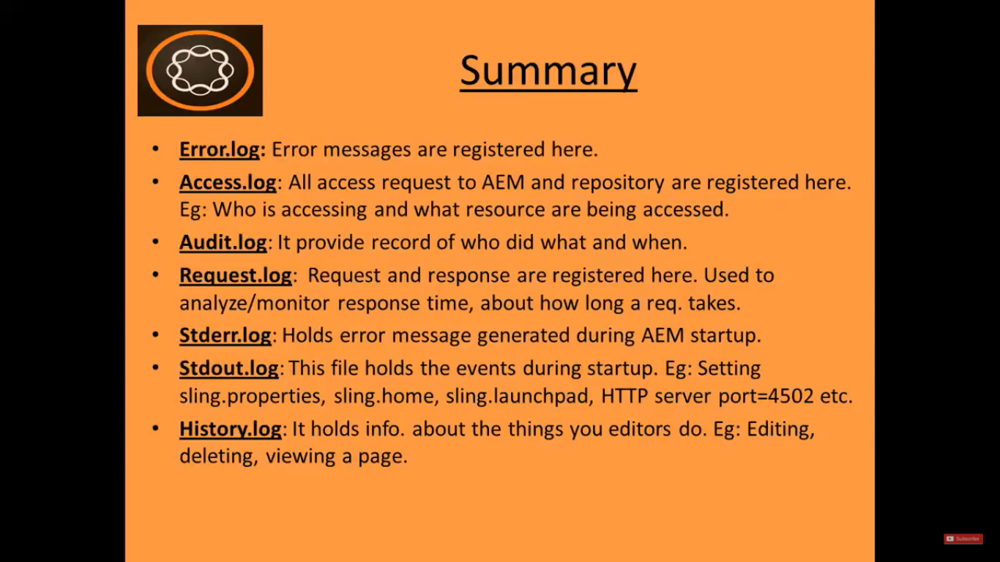 Summary
• Error.log: Error messages are registered here.
• Access.log: All access request to AEM and repository are registered here.
Eg: Who is accessing and what resource are being accessed.
• Audit.log: It provide record of who did what and when.
• Request.log: Request and response are registered here. Used to
analyze/monitor response time, about how long a req. takes.
• Stderr.log: Holds error message generated during AEM startup.
• Stdout.log: This file holds the events during startup. Eg: Setting
sling.properties, sling.home, sling.launchpad, HTTP server port=4502 etc.
• History.log: It holds info. about the things you editors do. Eg: Editing,
deleting, viewing a page.
Subscribe